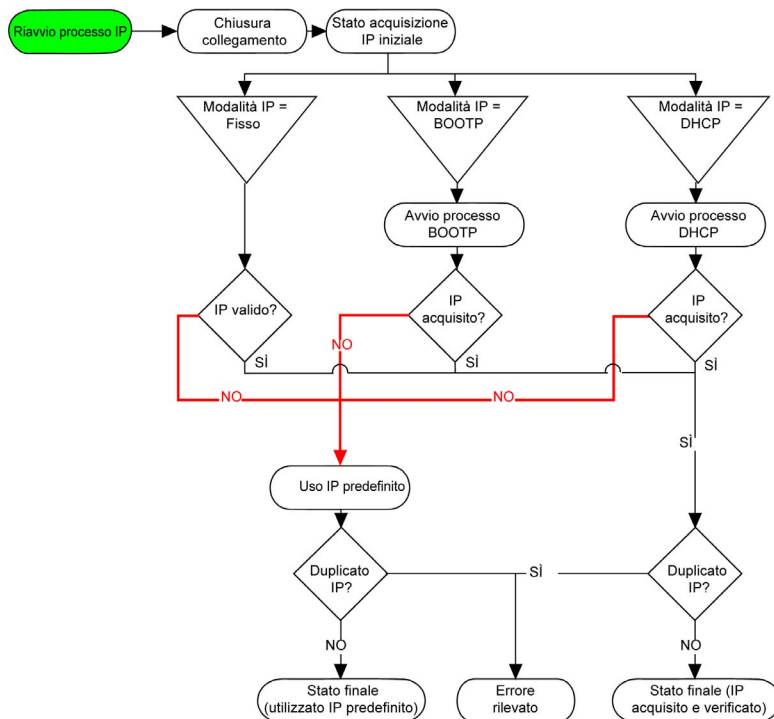 Riavvio processo IP
Chiusura
collegamento
Stato acquisizione
IP iniziale
Modalità IP =
Fisso
Modalità IP =
BOOTP
Modalità IP =
DHCP
Avvio processo
BOOTP
Avvio processo
DHCP
IP valido?
IP
acquisito?
IP
acquisito?
NO
SÌ
SÌ
SÌ
NO
NO
SÌ
Uso IP predefinito
Duplicato
IP?
SÌ
Duplicato
IP?
NO
NO
Stato finale
(utilizzato IP predefinito)
Errore
rilevato
Stato finale (IP
acquisito e verificato)